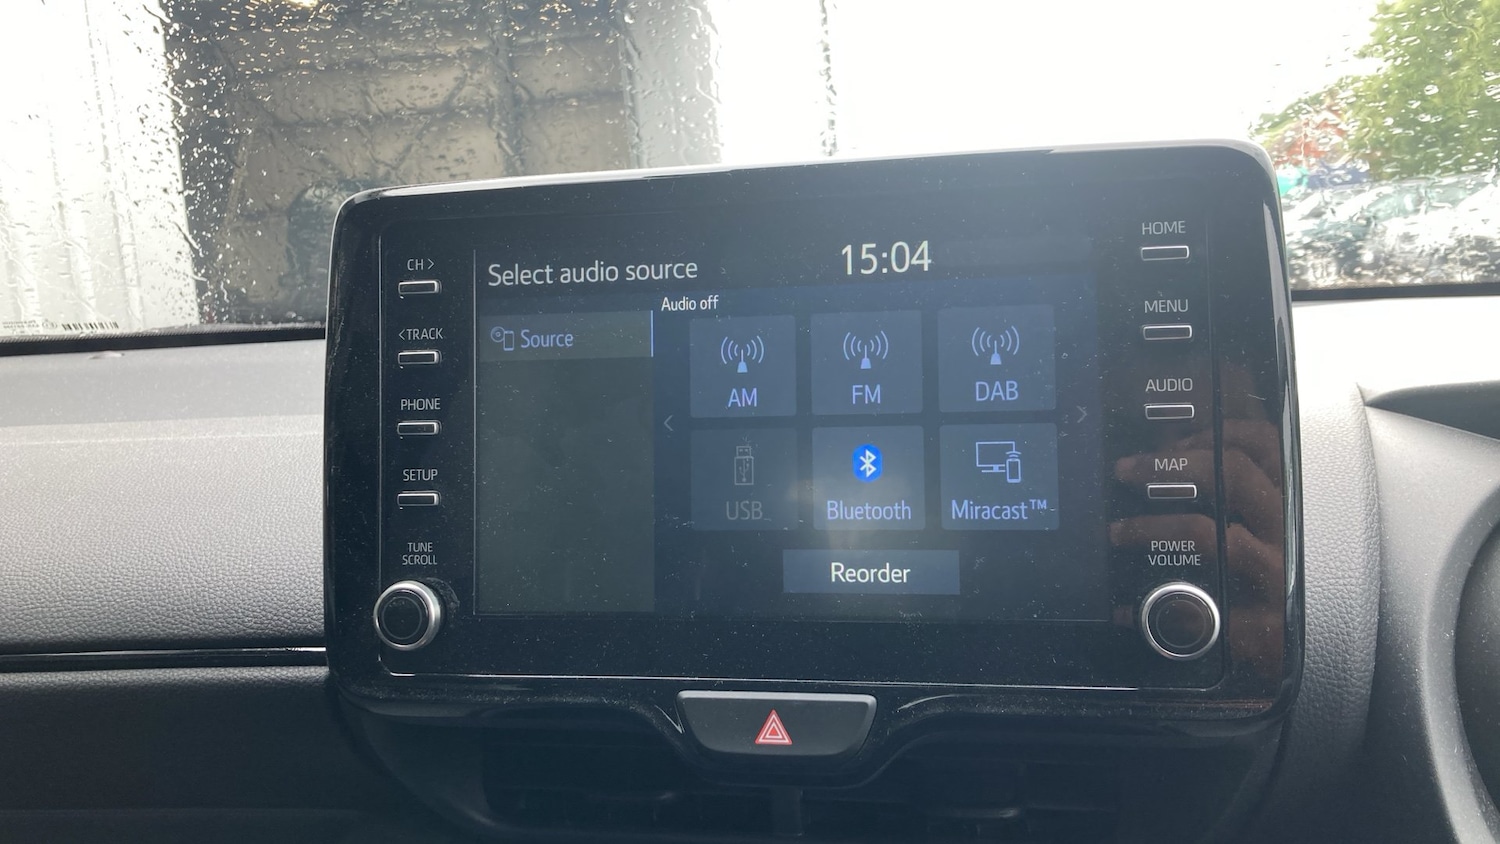 CH >
<TRACK
PHONE
SETUP
TUNE
SCROLL
Select audio source
15:04
Audio off
Source
AM
FM
DAB
USB
Bluetooth
Miracast™
Reorder
HOME
MENU
AUDIO
MAP
POWER
VOLUME